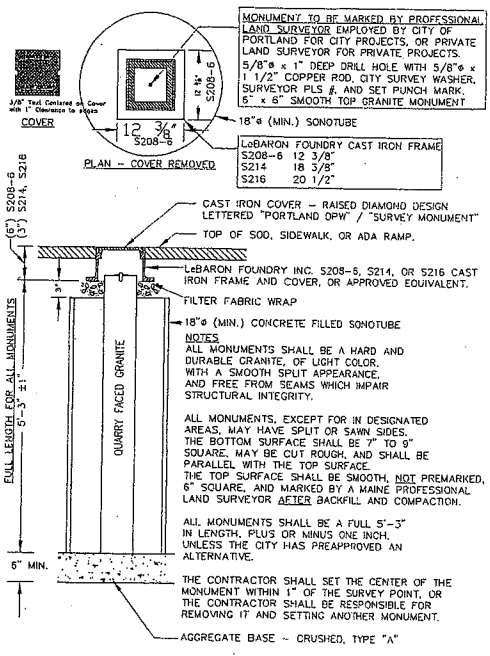 MONUMENT TO BE MARKED BY PROFESSIONAL
LAND SURVEYOR EMPLOYED BY CITY OF
PORTLAND FOR CITY PROJECTS, OR PRIVATE
LAND SURVEYOR FOR PRIVATE PROJECTS.
5/8"ø x 1" DEEP DRILL HOLE WITH 5/8"ø x
1 1/2" COPPER ROD, CITY SURVEY WASHER,
SURVEYOR PLS #, AND SET PUNCH MARK.
6" x 6" SMOOTH TOP GRANITE MONUMENT
3/8" Text Centered on Cover
with 1" Clearance to
COVER
12 3/8"
S208-6
12 3/8"
S208-6
PLAN - COVER REMOVED
18"ø (MIN.) SONOTUBE
LeBARON FOUNDRY CAST IRON FRAME
S208-6 12 3/8"
S214 18 3/8"
S216 20 1/2"
(6") S208-6
(3") S214, S216
CAST IRON COVER - RAISED DIAMOND DESIGN
LETTERED "PORTLAND DPW" / "SURVEY MONUMENT"
TOP OF SOD, SIDEWALK, OR ADA RAMP.
LeBARON FOUNDRY INC. S208-6, S214, OR S216 CAST
IRON FRAME AND COVER, OR APPROVED EQUIVALENT.
3"
FILTER FABRIC WRAP
18"ø (MIN.) CONCRETE FILLED SONOTUBE
FULL LENGTH FOR ALL MONUMENTS
5'-3" ±1"
QUARRY FACED GRANITE
NOTES
ALL MONUMENTS SHALL BE A HARD AND
DURABLE GRANITE, OF LIGHT COLOR.
WITH A SMOOTH SPLIT APPEARANCE,
AND FREE FROM SEAMS WHICH IMPAIR
STRUCTURAL INTEGRITY.
ALL MONUMENTS, EXCEPT FOR IN DESIGNATED
AREAS, MAY HAVE SPLIT OR SAWN SIDES.
THE BOTTOM SURFACE SHALL BE 7" TO 9"
SQUARE, MAY BE CUT ROUGH, AND SHALL BE
PARALLEL WITH THE TOP SURFACE.
THE TOP SURFACE SHALL BE SMOOTH, NOT PREMARKED,
6" SQUARE, AND MARKED BY A MAINE PROFESSIONAL
LAND SURVEYOR AFTER BACKFILL AND COMPACTION.
ALL MONUMENTS SHALL BE A FULL 5'-3"
IN LENGTH, PLUS OR MINUS ONE INCH.
UNLESS THE CITY HAS PREAPPROVED AN
ALTERNATIVE.
6" MIN.
THE CONTRACTOR SHALL SET THE CENTER OF THE
MONUMENT WITHIN 1" OF THE SURVEY POINT, OR
THE CONTRACTOR SHALL BE RESPONSIBLE FOR
REMOVING IT AND SETTING ANOTHER MONUMENT.
AGGREGATE BASE - CRUSHED, TYPE "A"